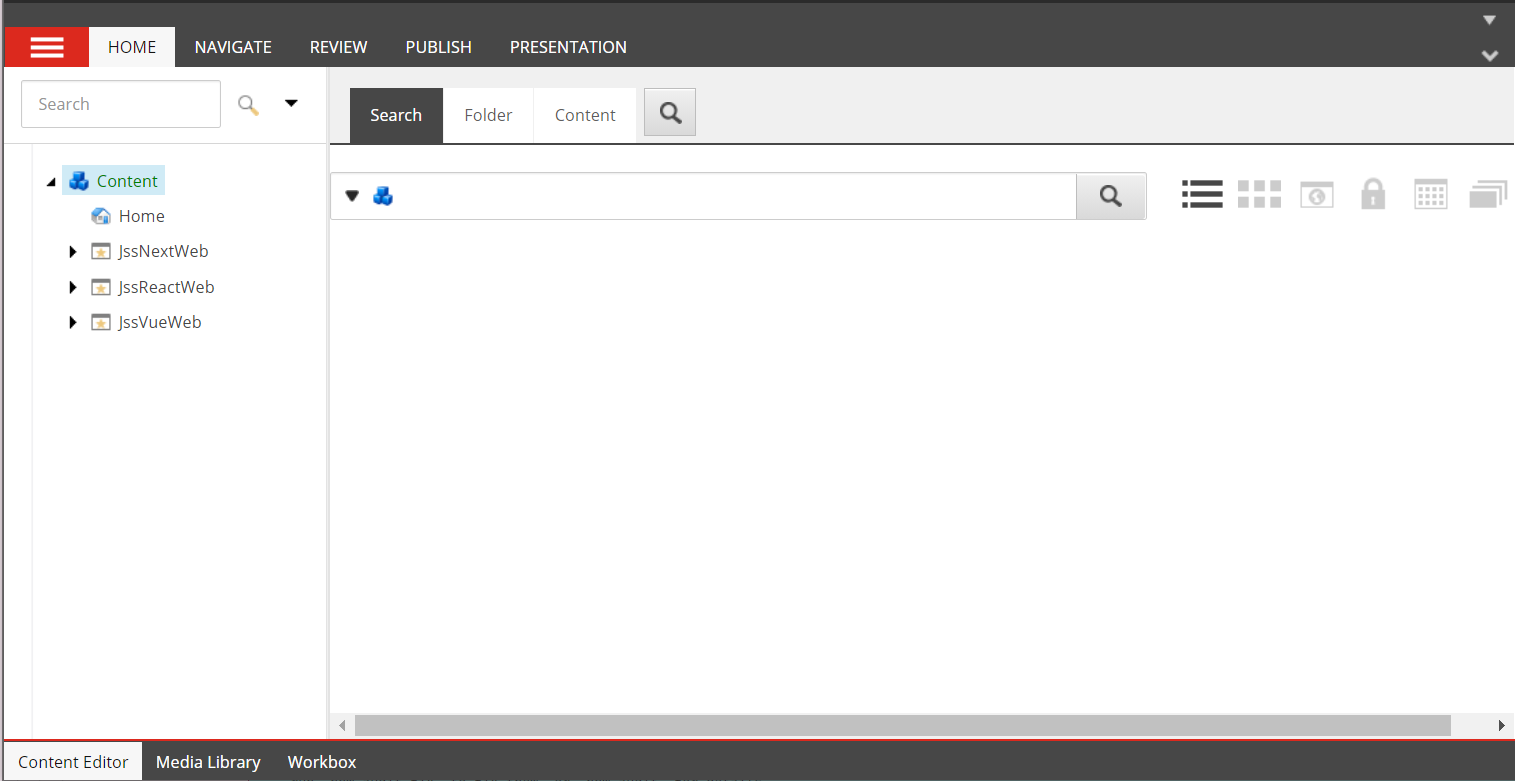 HOME NAVIGATE REVIEW PUBLISH PRESENTATION
Search
Search Folder Content
Content
Home
JssNextWeb
JssReactWeb
JssVueWeb
Content Editor Media Library Workbox